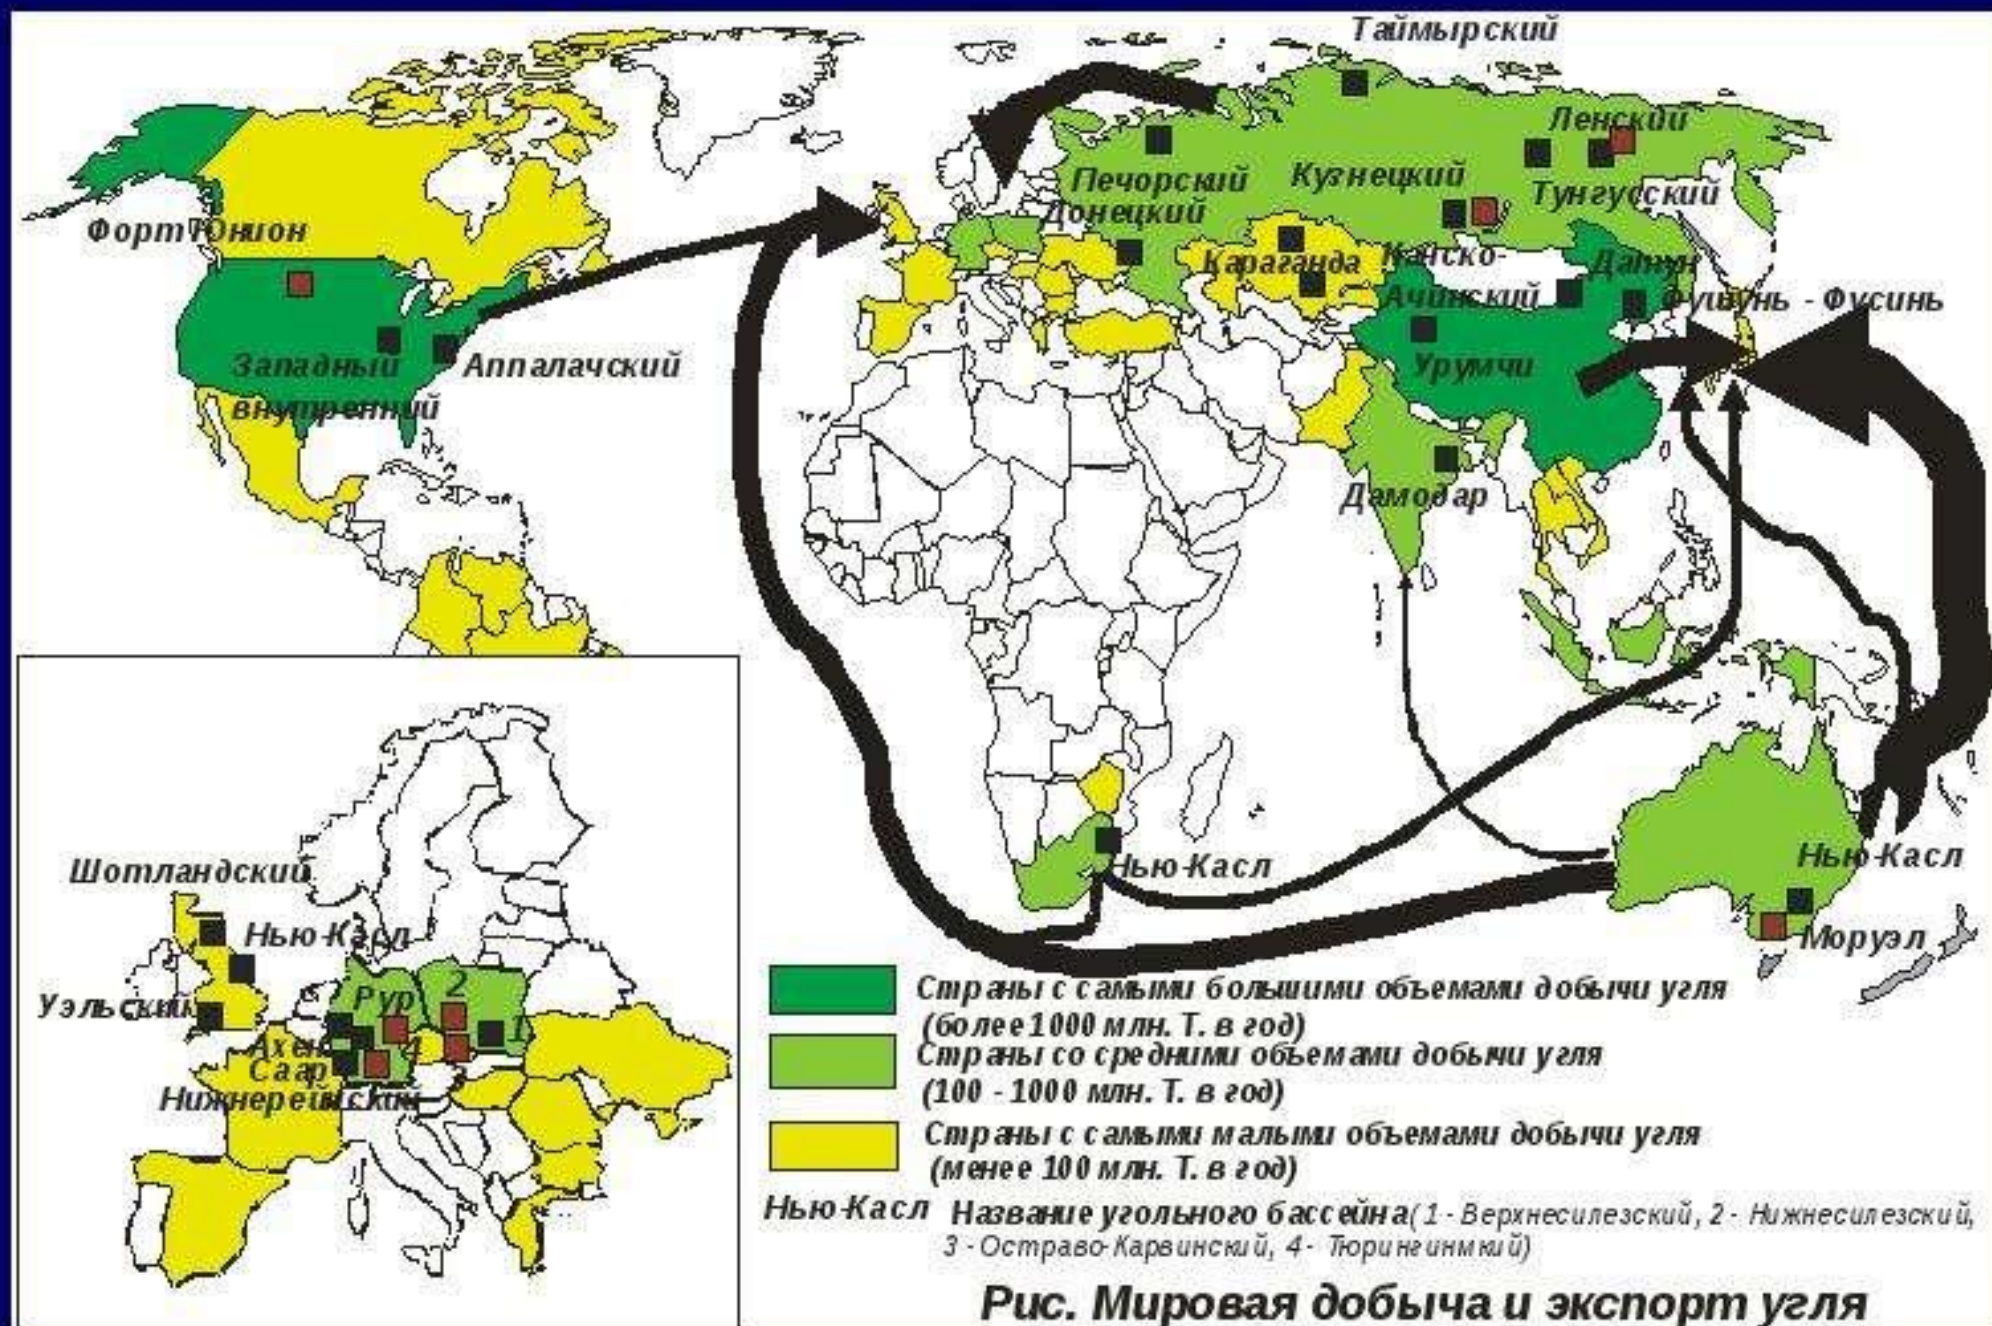 Таймырский
Ленский
Печорский
Кузнецкий
Тунгусский
Донецкий
Форт Юнион
Караганда
Канско-
Ачинский
Датун
Фушунь - Фусинь
Западный
внутренний
Аппалачский
Урумчи
Дамодар
Нью-Касл
Нью-Касл
Моруэл
Шотландский
Нью-Касл
Уэльский
Рур
2
1
4
3
Ахен
Саар
Нижнерейнский
Страны с самыми большими объемами добычи угля
(более 1000 млн. Т. в год)
Страны со средними объемами добычи угля
(100 - 1000 млн. Т. в год)
Страны с самыми малыми объемами добычи угля
(менее 100 млн. Т. в год)
Нью-Касл Название угольного бассейна( 1 - Верхнесилезский, 2 - Нижнесилезский,
3 - Остраво-Карвинский, 4 - Тюрингинмкий)
Рис. Мировая добыча и экспорт угля